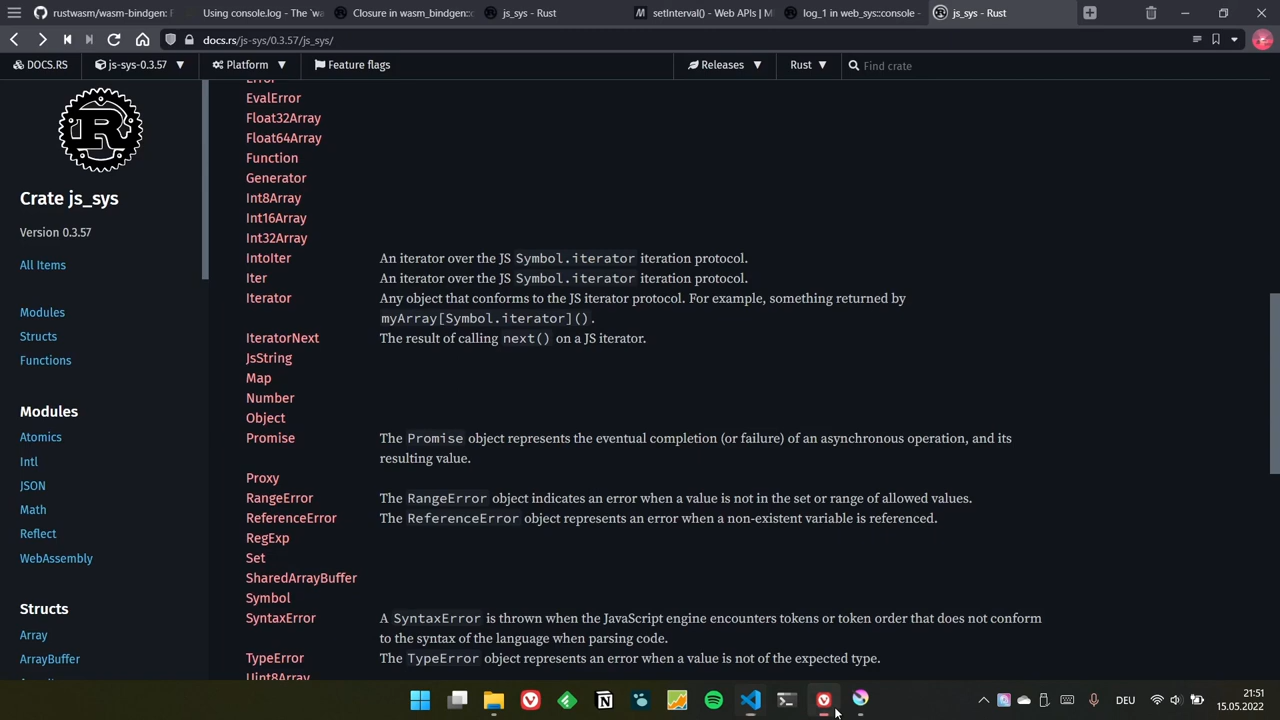 rustwasm/wasm-bindgen: F
Using console.log - The `wa
Closure in wasm_bindgen::c
js_sys - Rust
setInterval() - Web APIs | M
log_1 in web_sys::console -
js_sys - Rust
docs.rs/js-sys/0.3.57/js_sys/
DOCS.RS
js-sys-0.3.57
Platform
Feature flags
Releases
Rust
Find crate
Crate js_sys
Version 0.3.57
All Items
Modules
Structs
Functions
Modules
Atomics
Intl
JSON
Math
Reflect
WebAssembly
Structs
Array
ArrayBuffer
Error
EvalError
Float32Array
Float64Array
Function
Generator
Int8Array
Int16Array
Int32Array
IntoIter An iterator over the JS Symbol.iterator iteration protocol.
Iter An iterator over the JS Symbol.iterator iteration protocol.
Iterator Any object that conforms to the JS iterator protocol. For example, something returned by
myArray[Symbol.iterator]().
IteratorNext The result of calling next() on a JS iterator.
JsString
Map
Number
Object
Promise The Promise object represents the eventual completion (or failure) of an asynchronous operation, and its
resulting value.
Proxy
RangeError The RangeError object indicates an error when a value is not in the set or range of allowed values.
ReferenceError The ReferenceError object represents an error when a non-existent variable is referenced.
RegExp
Set
SharedArrayBuffer
Symbol
SyntaxError A SyntaxError is thrown when the JavaScript engine encounters tokens or token order that does not conform
to the syntax of the language when parsing code.
TypeError The TypeError object represents an error when a value is not of the expected type.
Uint8Array
DEU
21:51
15.05.2022